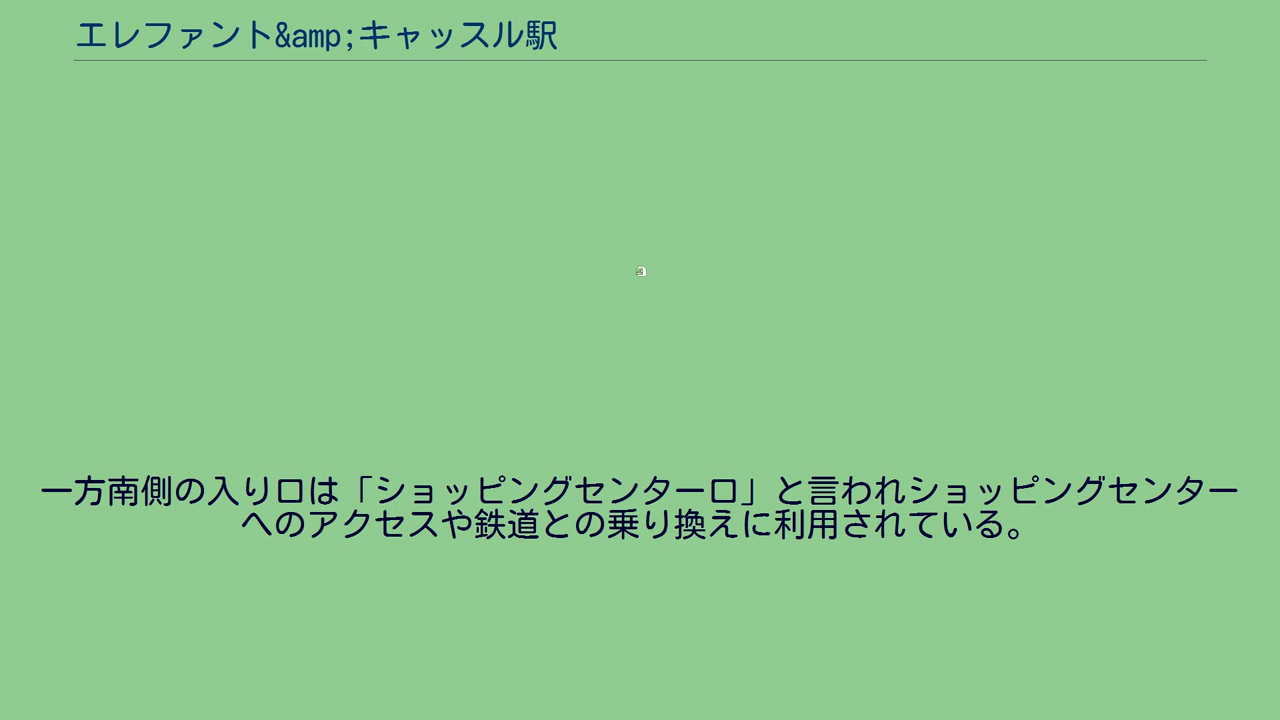 エレファント&amp;キャッスル駅
一方南側の入り口は「ショッピングセンター口」と言われショッピングセンター
へのアクセスや鉄道との乗り換えに利用されている。